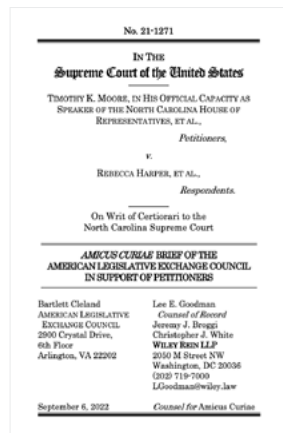 No. 21-1271
IN THE
Supreme Court of the United States
TIMOTHY K. MOORE, IN HIS OFFICIAL CAPACITY AS
SPEAKER OF THE NORTH CAROLINA HOUSE OF
REPRESENTATIVES, ET AL.,
Petitioners,
v.
REBECCA HARPER, ET AL.,
Respondents.
On Writ of Certiorari to the
North Carolina Supreme Court
AMICUS CURIAE BRIEF OF THE
AMERICAN LEGISLATIVE EXCHANGE COUNCIL
IN SUPPORT OF PETITIONERS
Bartlett Cleland
AMERICAN LEGISLATIVE
EXCHANGE COUNCIL
2900 Crystal Drive,
6th Floor
Arlington, VA 22202
Lee E. Goodman
Counsel of Record
Jeremy J. Broggi
Christopher J. White
WILEY REIN LLP
2050 M Street NW
Washington, DC 20036
(202) 719-7000
LGoodman@wiley.law
September 6, 2022
Counsel for Amicus Curiae